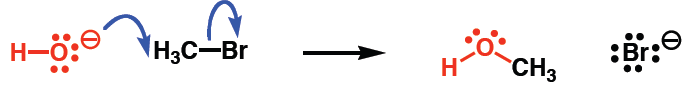 H–O⊖ H₃C–Br → H O CH₃ Br⊖